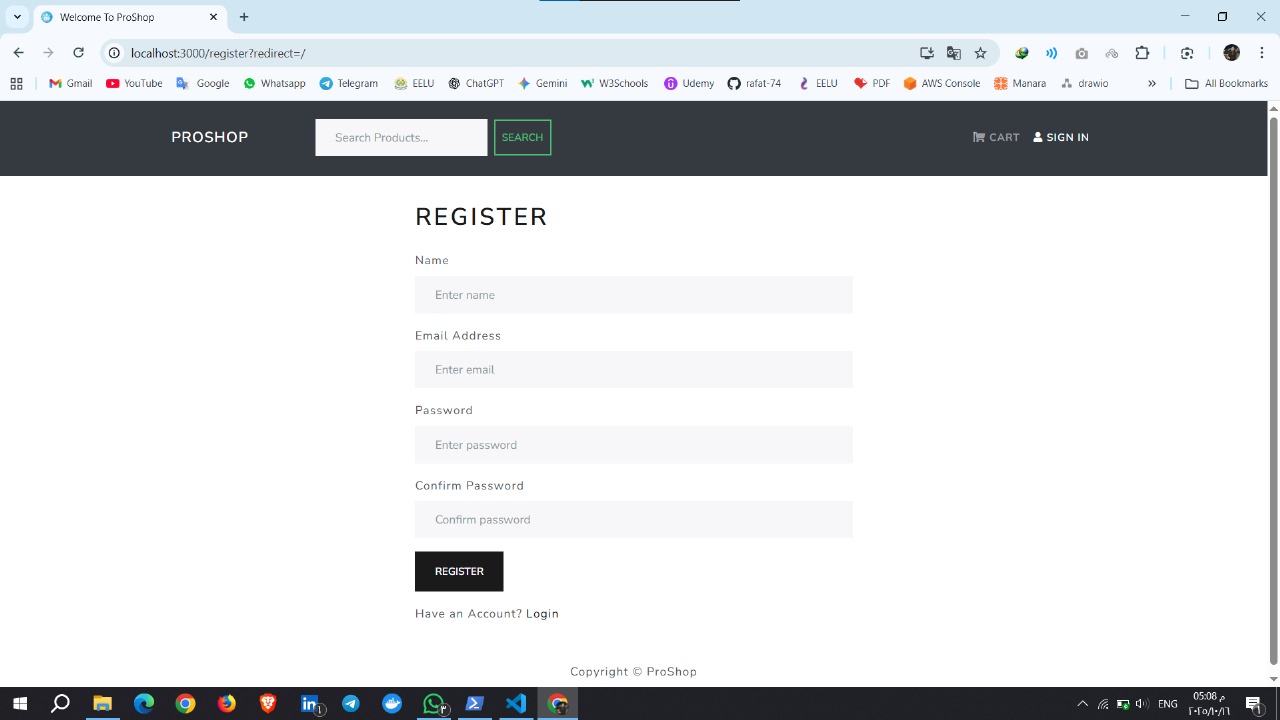 Welcome To ProShop
localhost:3000/register?redirect=/
Gmail YouTube Google Whatsapp Telegram EELU ChatGPT Gemini W3Schools Udemy rafat-74 EELU PDF AWS Console Manara drawio » All Bookmarks
PROSHOP Search Products... SEARCH CART SIGN IN
REGISTER
Name
Enter name
Email Address
Enter email
Password
Enter password
Confirm Password
Confirm password
REGISTER
Have an Account? Login
Copyright © ProShop
ENG
05:08 م